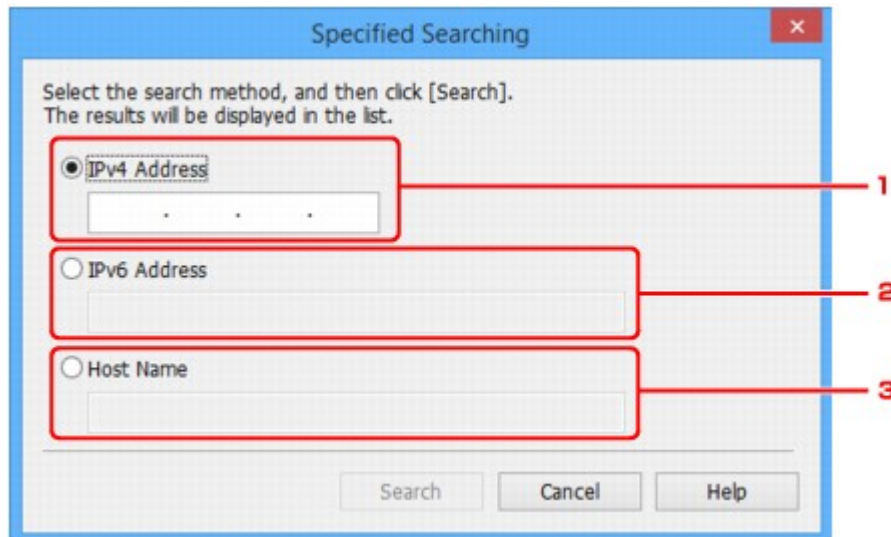 Specified Searching
Select the search method, and then click [Search].
The results will be displayed in the list.
IPv4 Address
1
. . .
IPv6 Address
2
Host Name
3
Search Cancel Help